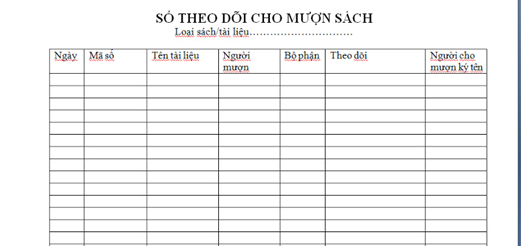 SỔ THEO DÕI CHO MƯỢN SÁCH
Loại sách/tài liệu……………………………
Ngày Mã số Tên tài liệu Người mượn Bộ phận Theo dõi Người cho mượn ký tên